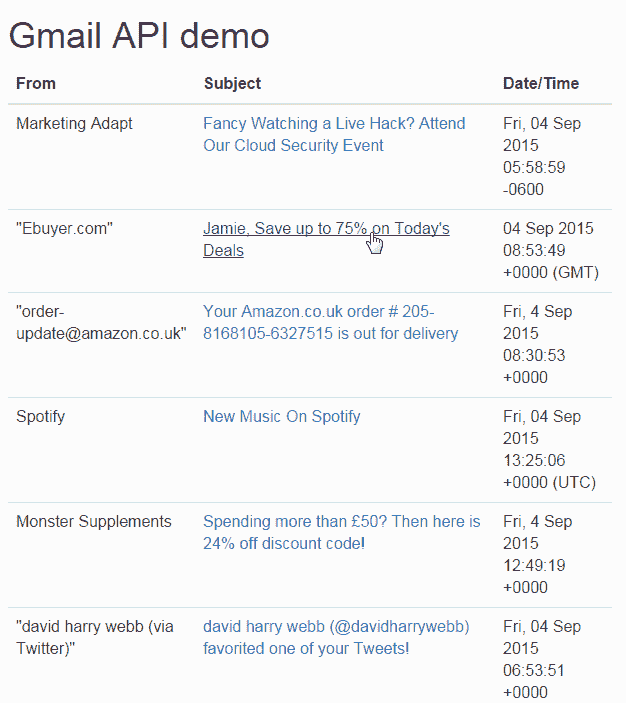 Gmail API demo
From Subject Date/Time
Marketing Adapt Fancy Watching a Live Hack? Attend Fri, 04 Sep
Our Cloud Security Event 2015
05:58:59
-0600
"Ebuyer.com" Jamie, Save up to 75% on Today's 04 Sep 2015
Deals 08:53:49
+0000 (GMT)
"order- Your Amazon.co.uk order # 205- Fri, 4 Sep
update@amazon.co.uk" 8168105-6327515 is out for delivery 2015
08:30:53
+0000
Spotify New Music On Spotify Fri, 04 Sep
2015
13:25:06
+0000 (UTC)
Monster Supplements Spending more than £50? Then here is Fri, 4 Sep
24% off discount code! 2015
12:49:19
+0000
"david harry webb (via david harry webb (@davidharrywebb) Fri, 04 Sep
Twitter)" favorited one of your Tweets! 2015
06:53:51
+0000